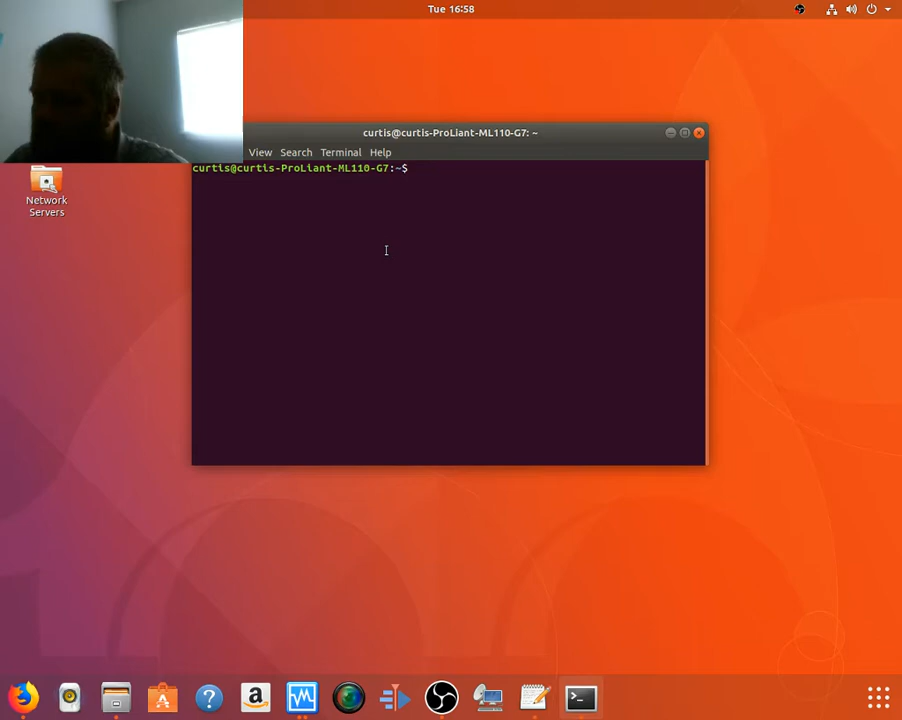 Tue 16:58
curtis@curtis-ProLiant-ML110-G7: ~
View Search Terminal Help
curtis@curtis-ProLiant-ML110-G7:~$
Network
Servers